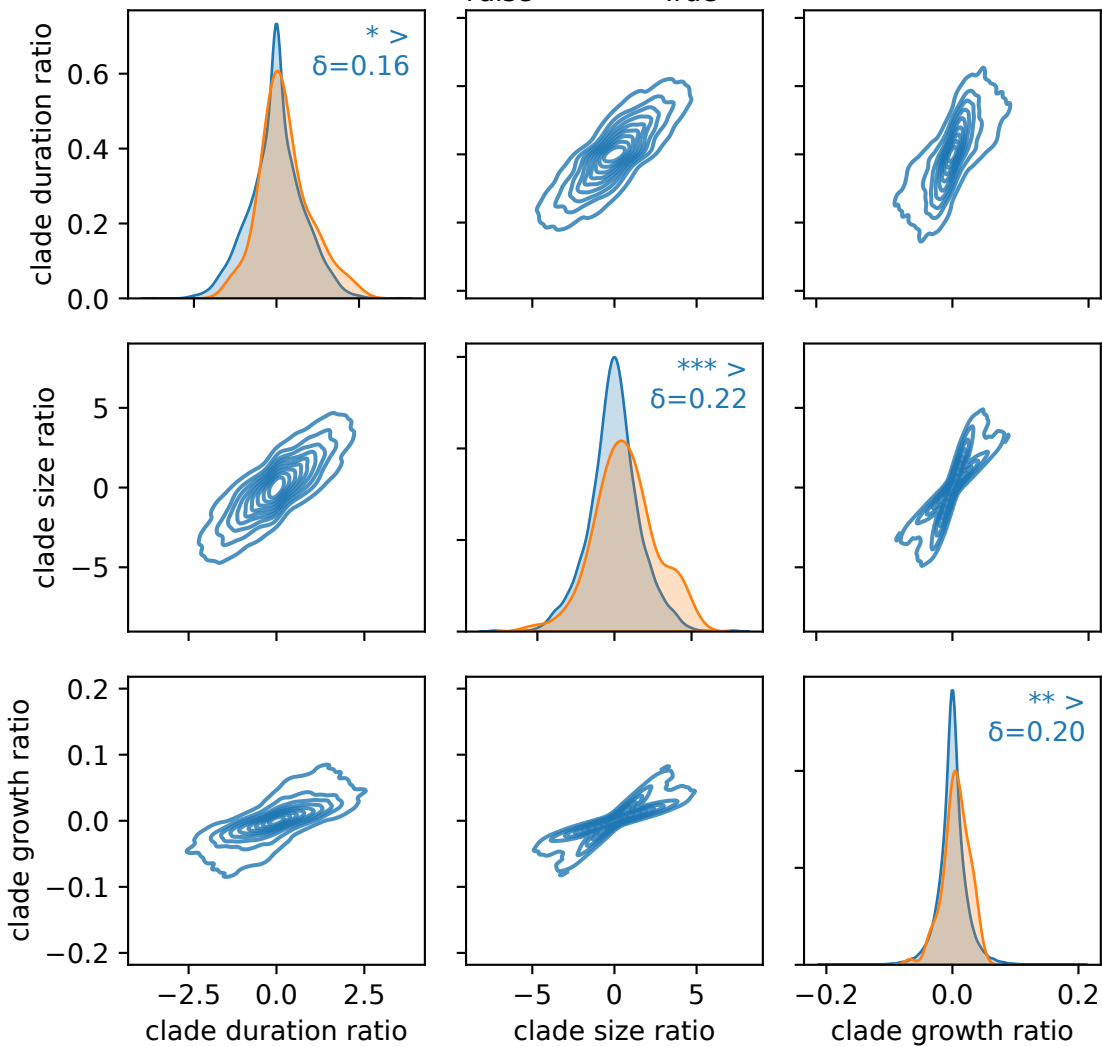 * >
δ=0.16
clade duration ratio
0.6
0.4
0.2
0.0
*** >
δ=0.22
clade size ratio
5
0
−5
** >
δ=0.20
clade growth ratio
0.2
0.1
0.0
−0.1
−0.2
−2.5 0.0 2.5
−5 0 5
−0.2 0.0 0.2
clade duration ratio
clade size ratio
clade growth ratio